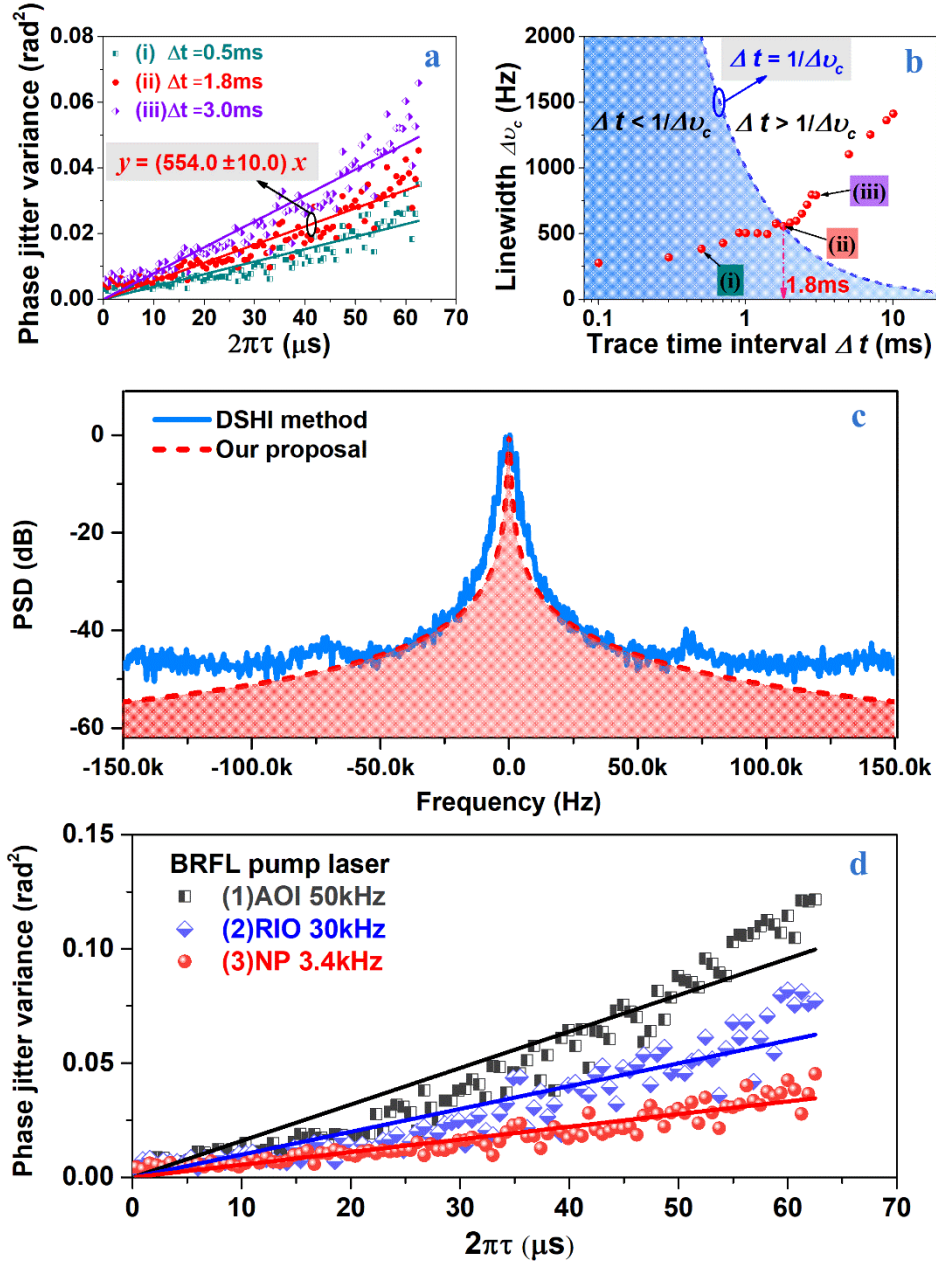 a
Phase jitter variance (rad²)
0.08
0.06
0.04
0.02
0.00
(i) Δt=0.5ms
(ii) Δt=1.8ms
(iii) Δt=3.0ms
y = (554.0 ±10.0) x
0 10 20 30 40 50 60 70
2πτ (μs)
b
Linewidth Δυc (Hz)
2000
1500
1000
500
0
Δt = 1/Δυc
Δt < 1/Δυc
Δt > 1/Δυc
(i)
(ii)
(iii)
1.8ms
0.1 1 10
Trace time interval Δt (ms)
c
DSHI method
Our proposal
PSD (dB)
0
-20
-40
-60
-150.0k -100.0k -50.0k 0.0 50.0k 100.0k 150.0k
Frequency (Hz)
d
Phase jitter variance (rad²)
0.15
0.10
0.05
0.00
BRFL pump laser
(1)AOI 50kHz
(2)RIO 30kHz
(3)NP 3.4kHz
0 10 20 30 40 50 60 70
2πτ (μs)